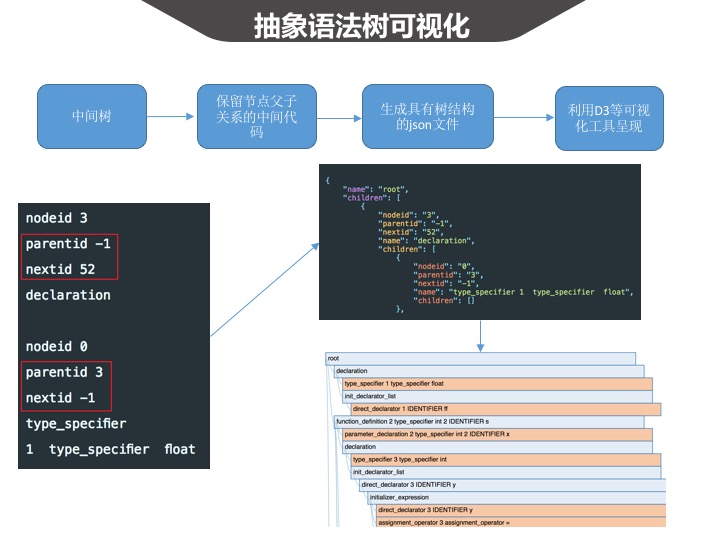 抽象语法树可视化
中间树
保留节点父子
关系的中间代
码
生成具有树结构
的json文件
利用D3等可视
化工具呈现
nodeid 3
parentid -1
nextid 52
declaration
nodeid 0
parentid 3
nextid -1
type_specifier
1 type_specifier float
{
"name": "root",
"children": [
{
"nodeid": "3",
"parentid": "-1",
"nextid": "52",
"name": "declaration",
"children": [
{
"nodeid": "0",
"parentid": "3",
"nextid": "-1",
"name": "type_specifier 1 type_specifier float",
"children": []
},
root
declaration
type_specifier 1 type_specifier float
init_declarator_list
direct_declarator 1 IDENTIFIER ff
function_definition 2 type_specifier int 2 IDENTIFIER s
parameter_declaration 2 type_specifier int 2 IDENTIFIER x
declaration
type_specifier 3 type_specifier int
init_declarator_list
direct_declarator 3 IDENTIFIER y
initializer_expression
direct_declarator 3 IDENTIFIER y
assignment_operator 3 assignment_operator =